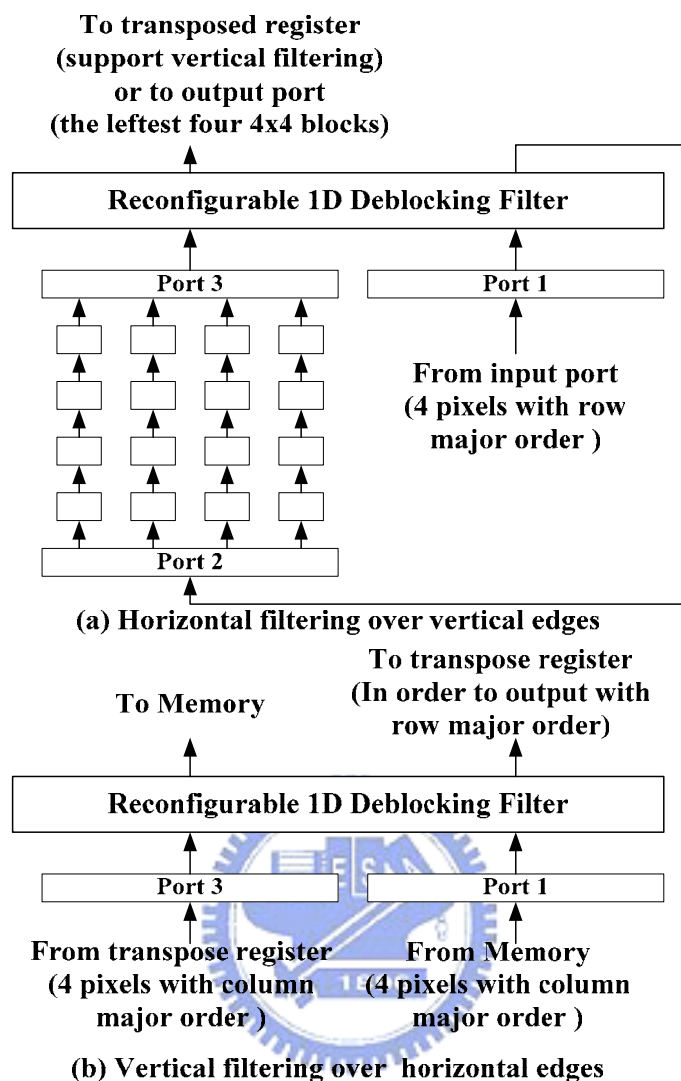 To transposed register
(support vertical filtering)
or to output port
(the leftest four 4x4 blocks)
Reconfigurable 1D Deblocking Filter
Port 3
Port 1
From input port
(4 pixels with row
major order )
Port 2
(a) Horizontal filtering over vertical edges
To Memory
To transpose register
(In order to output with
row major order)
Reconfigurable 1D Deblocking Filter
Port 3
Port 1
From transpose register
(4 pixels with column
major order )
From Memory
(4 pixels with column
major order )
(b) Vertical filtering over horizontal edges